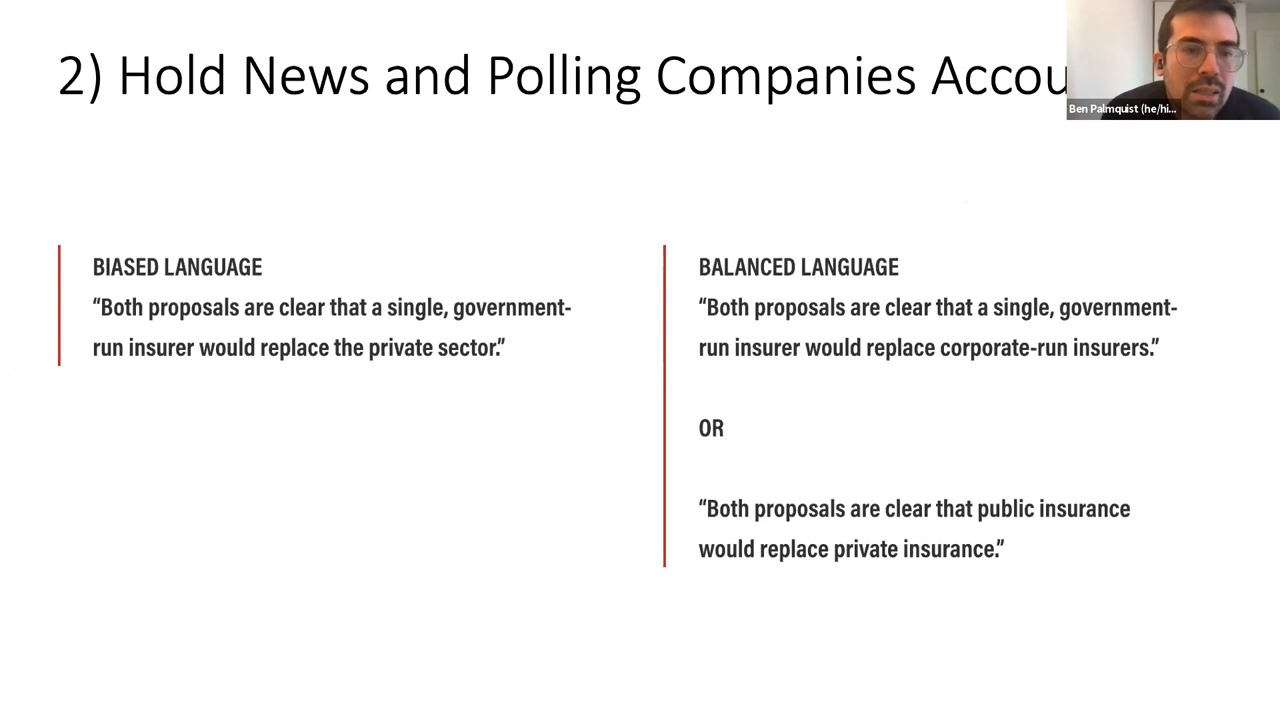 2) Hold News and Polling Companies Accou
Ben Palmquist (he/hi...
BIASED LANGUAGE
“Both proposals are clear that a single, government-
run insurer would replace the private sector.”
BALANCED LANGUAGE
“Both proposals are clear that a single, government-
run insurer would replace corporate-run insurers.”
OR
“Both proposals are clear that public insurance
would replace private insurance.”